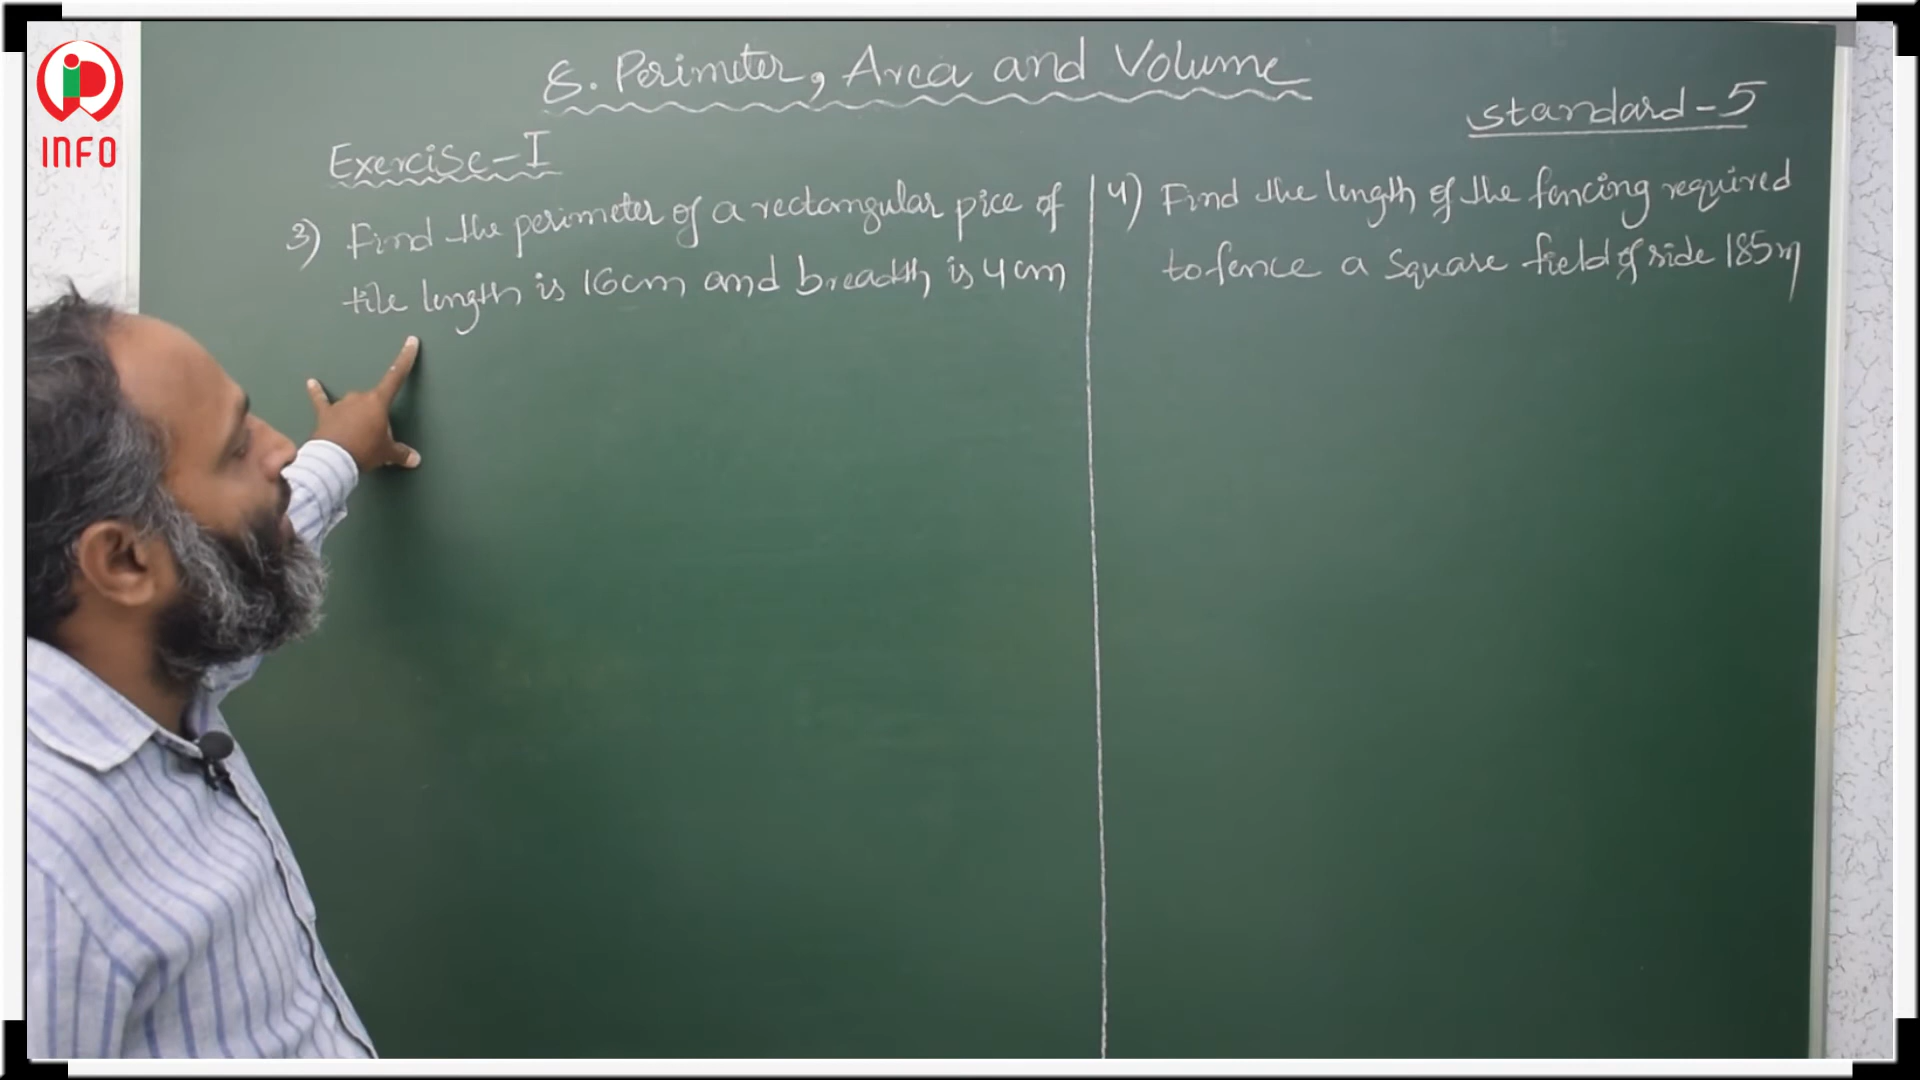 INFO
8. Perimeter, Area and Volume
Standard-5
Exercise-I
3) Find the perimeter of a rectangular pice of
tile length is 16cm and breadth is 4cm
4) Find the length of the fencing required
to fence a square field of side 185m